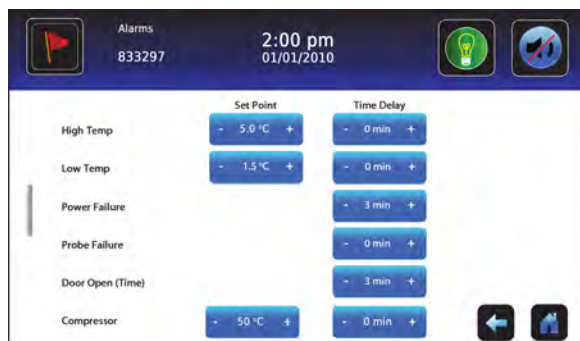 Alarms
833297
2:00 pm
01/01/2010
Set Point Time Delay
High Temp - 5.0 °C + - 0 min +
Low Temp - 1.5 °C + - 0 min +
Power Failure - 3 min +
Probe Failure - 0 min +
Door Open (Time) - 3 min +
Compressor - 50 °C + - 0 min +